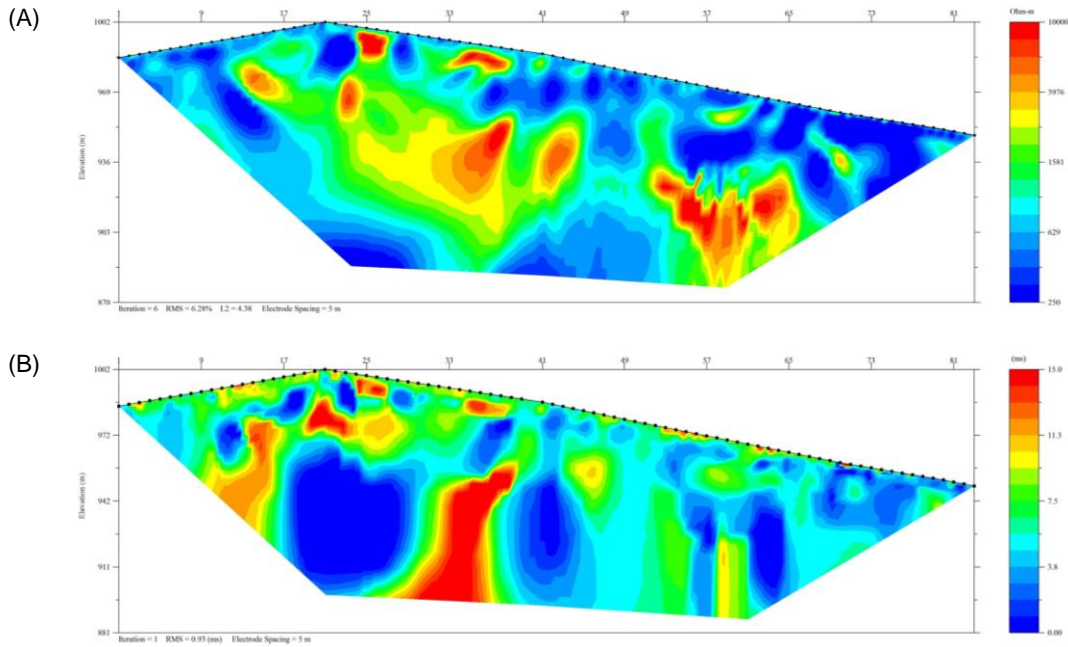 (A)
Ohm-m
1 9 17 25 33 41 49 57 65 73 81
1002
969
936
903
870
Elevation (m)
10000
3976
1581
629
250
Iteration = 6 RMS = 6.28% L2 = 4.38 Electrode Spacing = 5 m
(B)
(ms)
1 9 17 25 33 41 49 57 65 73 81
1002
972
942
911
881
Elevation (m)
15.0
11.3
7.5
3.8
0.00
Iteration = 1 RMS = 0.93 (ms) Electrode Spacing = 5 m